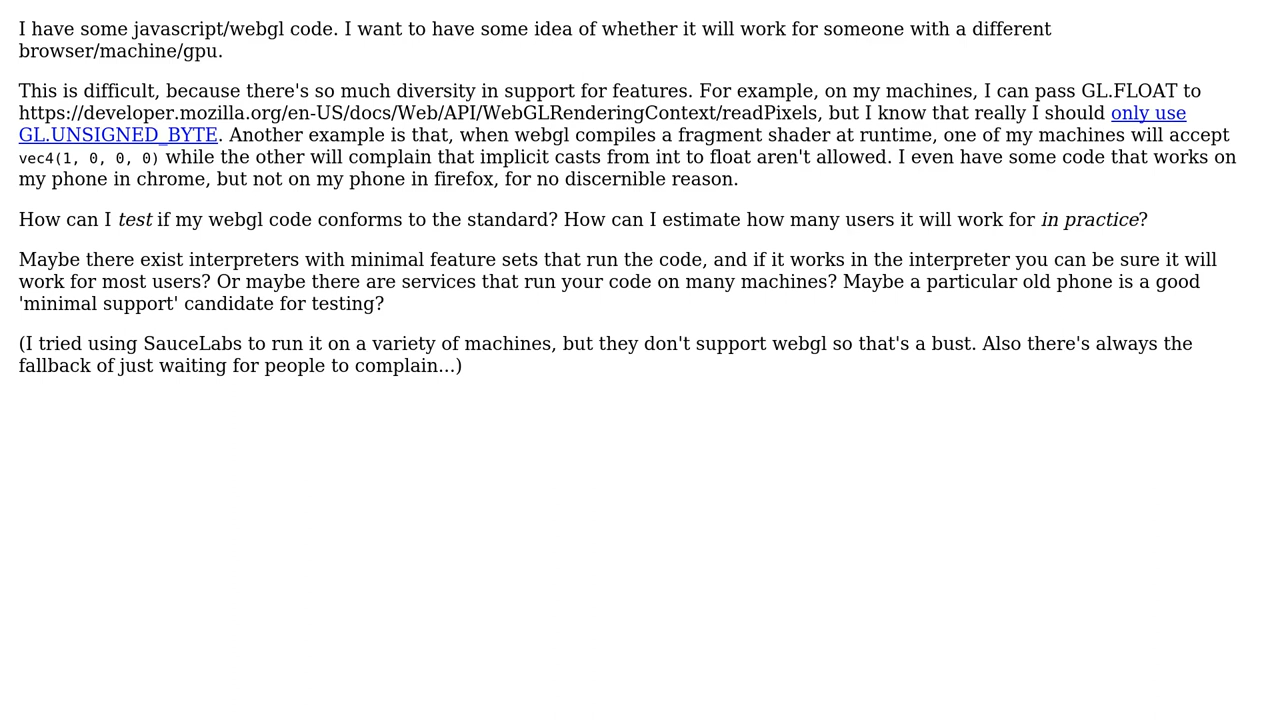 I have some javascript/webgl code. I want to have some idea of whether it will work for someone with a different
browser/machine/gpu.
This is difficult, because there's so much diversity in support for features. For example, on my machines, I can pass GL.FLOAT to
https://developer.mozilla.org/en-US/docs/Web/API/WebGLRenderingContext/readPixels, but I know that really I should only use
GL.UNSIGNED_BYTE. Another example is that, when webgl compiles a fragment shader at runtime, one of my machines will accept
vec4(1, 0, 0, 0) while the other will complain that implicit casts from int to float aren't allowed. I even have some code that works on
my phone in chrome, but not on my phone in firefox, for no discernible reason.
How can I test if my webgl code conforms to the standard? How can I estimate how many users it will work for in practice?
Maybe there exist interpreters with minimal feature sets that run the code, and if it works in the interpreter you can be sure it will
work for most users? Or maybe there are services that run your code on many machines? Maybe a particular old phone is a good
'minimal support' candidate for testing?
(I tried using SauceLabs to run it on a variety of machines, but they don't support webgl so that's a bust. Also there's always the
fallback of just waiting for people to complain...)